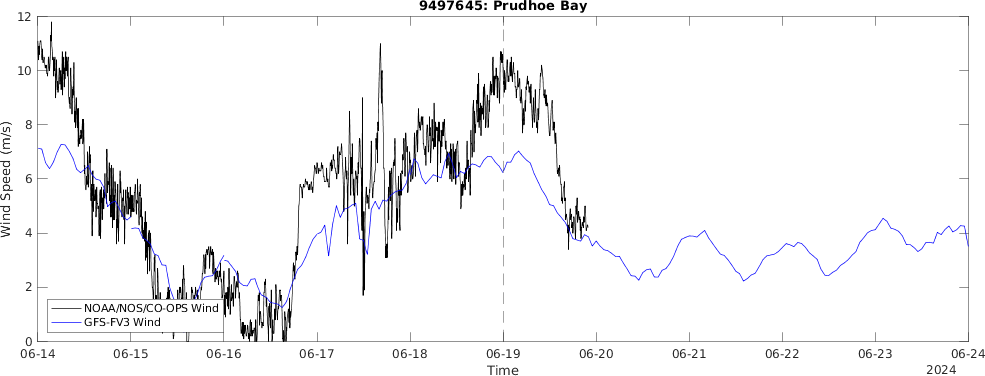 9497645: Prudhoe Bay
12
10
8
6
4
2
0
Wind Speed (m/s)
NOAA/NOS/CO-OPS Wind
GFS-FV3 Wind
06-14 06-15 06-16 06-17 06-18 06-19 06-20 06-21 06-22 06-23 06-24
Time
2024